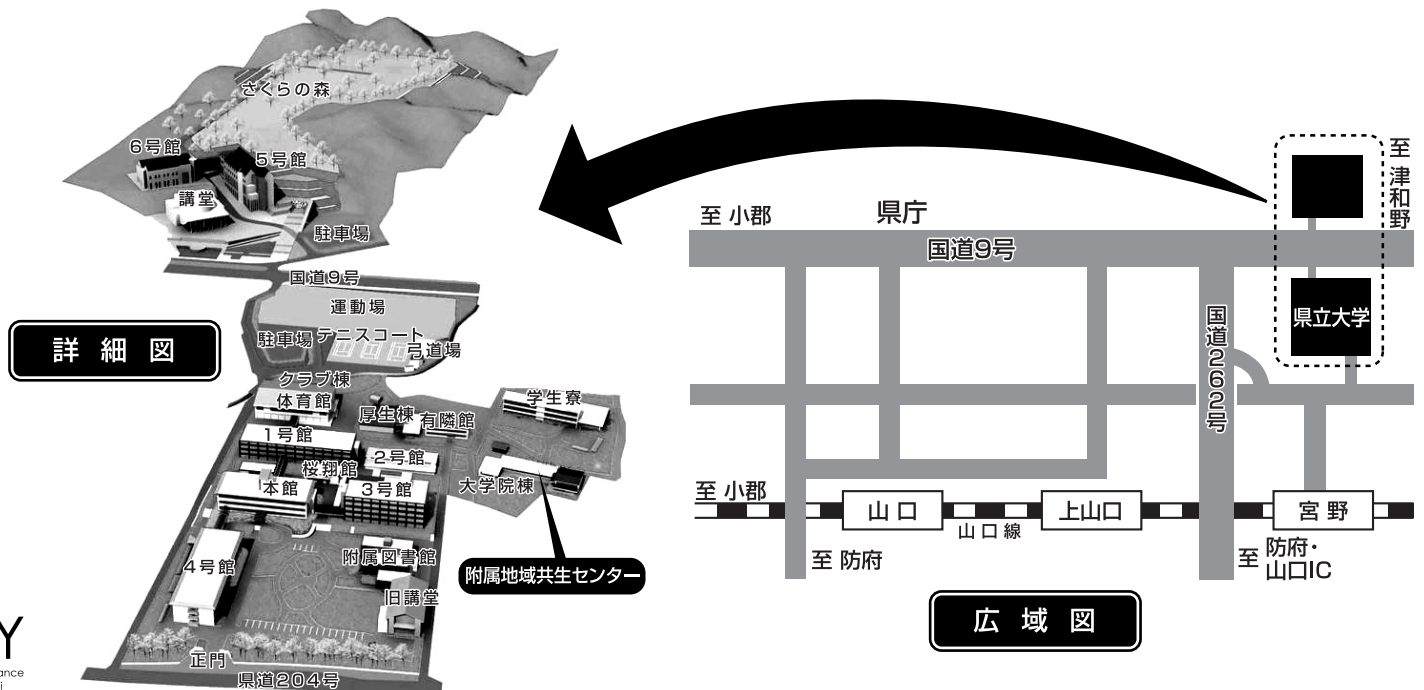 さくらの森
6号館
5号館
講堂
駐車場
国道9号
運動場
駐車場
テニスコート
弓道場
詳細図
クラブ棟
体育館
厚生棟
有隣館
学生寮
1号館
2号館
桜翔館
大学院棟
本館
3号館
4号館
附属図書館
附属地域共生センター
旧講堂
正門
県道204号
Y
ance
i
至 小郡
県庁
至 津和野
国道9号
県立大学
国道262号
至 小郡
山口
山口線
上山口
宮野
至 防府
至 防府・
山口IC
広域図